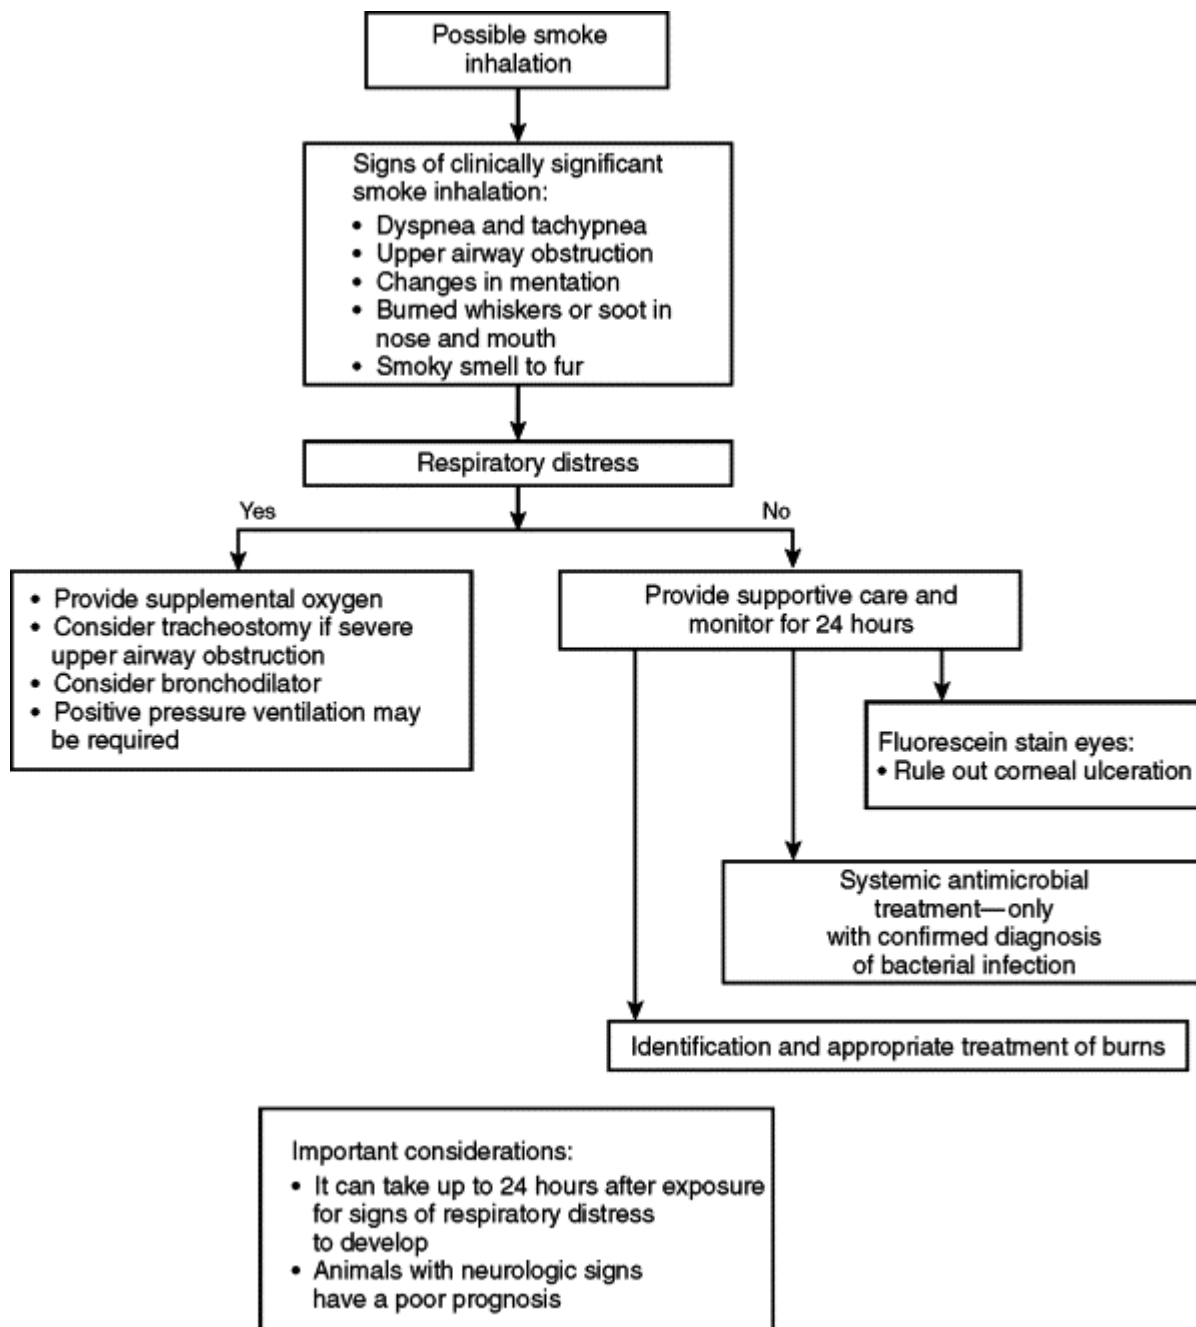 Possible smoke
inhalation
Signs of clinically significant
smoke inhalation:
• Dyspnea and tachypnea
• Upper airway obstruction
• Changes in mentation
• Burned whiskers or soot in
nose and mouth
• Smoky smell to fur
Respiratory distress
Yes
No
• Provide supplemental oxygen
• Consider tracheostomy if severe
upper airway obstruction
• Consider bronchodilator
• Positive pressure ventilation may
be required
Provide supportive care and
monitor for 24 hours
Fluorescein stain eyes:
• Rule out corneal ulceration
Systemic antimicrobial
treatment—only
with confirmed diagnosis
of bacterial infection
Identification and appropriate treatment of burns
Important considerations:
• It can take up to 24 hours after exposure
for signs of respiratory distress
to develop
• Animals with neurologic signs
have a poor prognosis